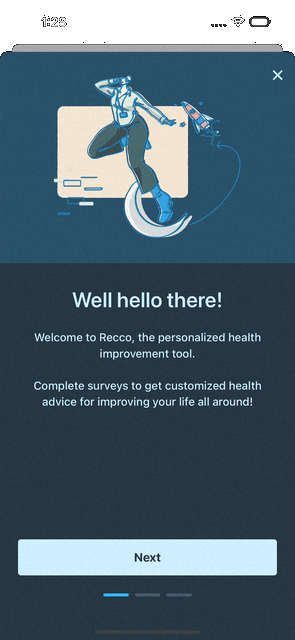 1:28
Well hello there!
Welcome to Recco, the personalized health
improvement tool.
Complete surveys to get customized health
advice for improving your life all around!
Next